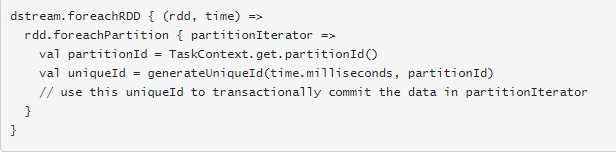 dstream.foreachRDD { (rdd, time) =>
  rdd.foreachPartition { partitionIterator =>
    val partitionId = TaskContext.get.partitionId()
    val uniqueId = generateUniqueId(time.milliseconds, partitionId)
    // use this uniqueId to transactionally commit the data in partitionIterator
  }
}